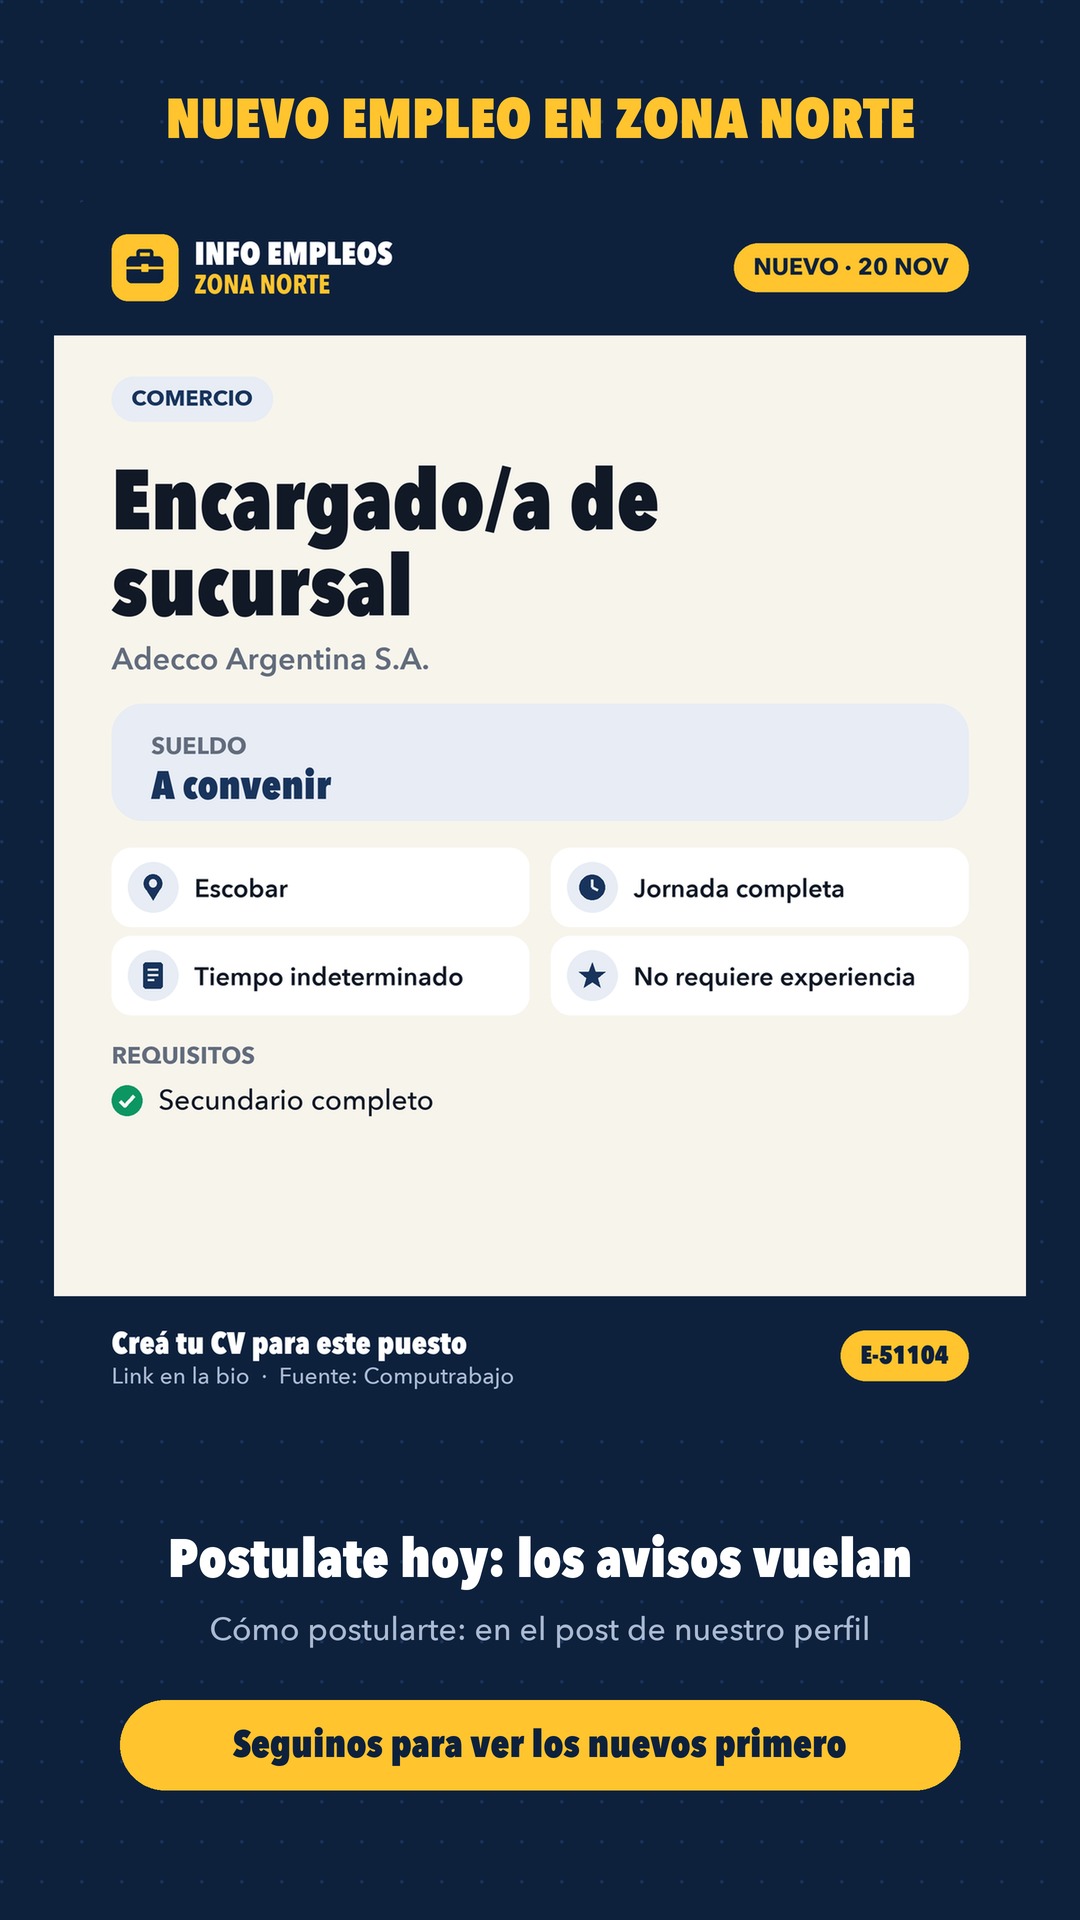 NUEVO EMPLEO EN ZONA NORTE
INFO EMPLEOS
ZONA NORTE
NUEVO · 20 NOV
COMERCIO
Encargado/a de
sucursal
Adecco Argentina S.A.
SUELDO
A convenir
Escobar
Jornada completa
Tiempo indeterminado
No requiere experiencia
REQUISITOS
Secundario completo
Creá tu CV para este puesto
Link en la bio · Fuente: Computrabajo
E-51104
Postulate hoy: los avisos vuelan
Cómo postularte: en el post de nuestro perfil
Seguinos para ver los nuevos primero